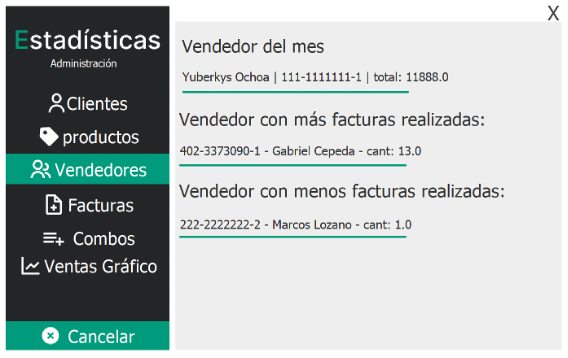 X
Estadísticas
Administración
Clientes
productos
Vendedores
Facturas
Combos
Ventas Gráfico
Cancelar
Vendedor del mes
Yuberkys Ochoa | 111-1111111-1 | total: 11888.0
Vendedor con más facturas realizadas:
402-3373090-1 - Gabriel Cepeda - cant: 13.0
Vendedor con menos facturas realizadas:
222-2222222-2 - Marcos Lozano - cant: 1.0